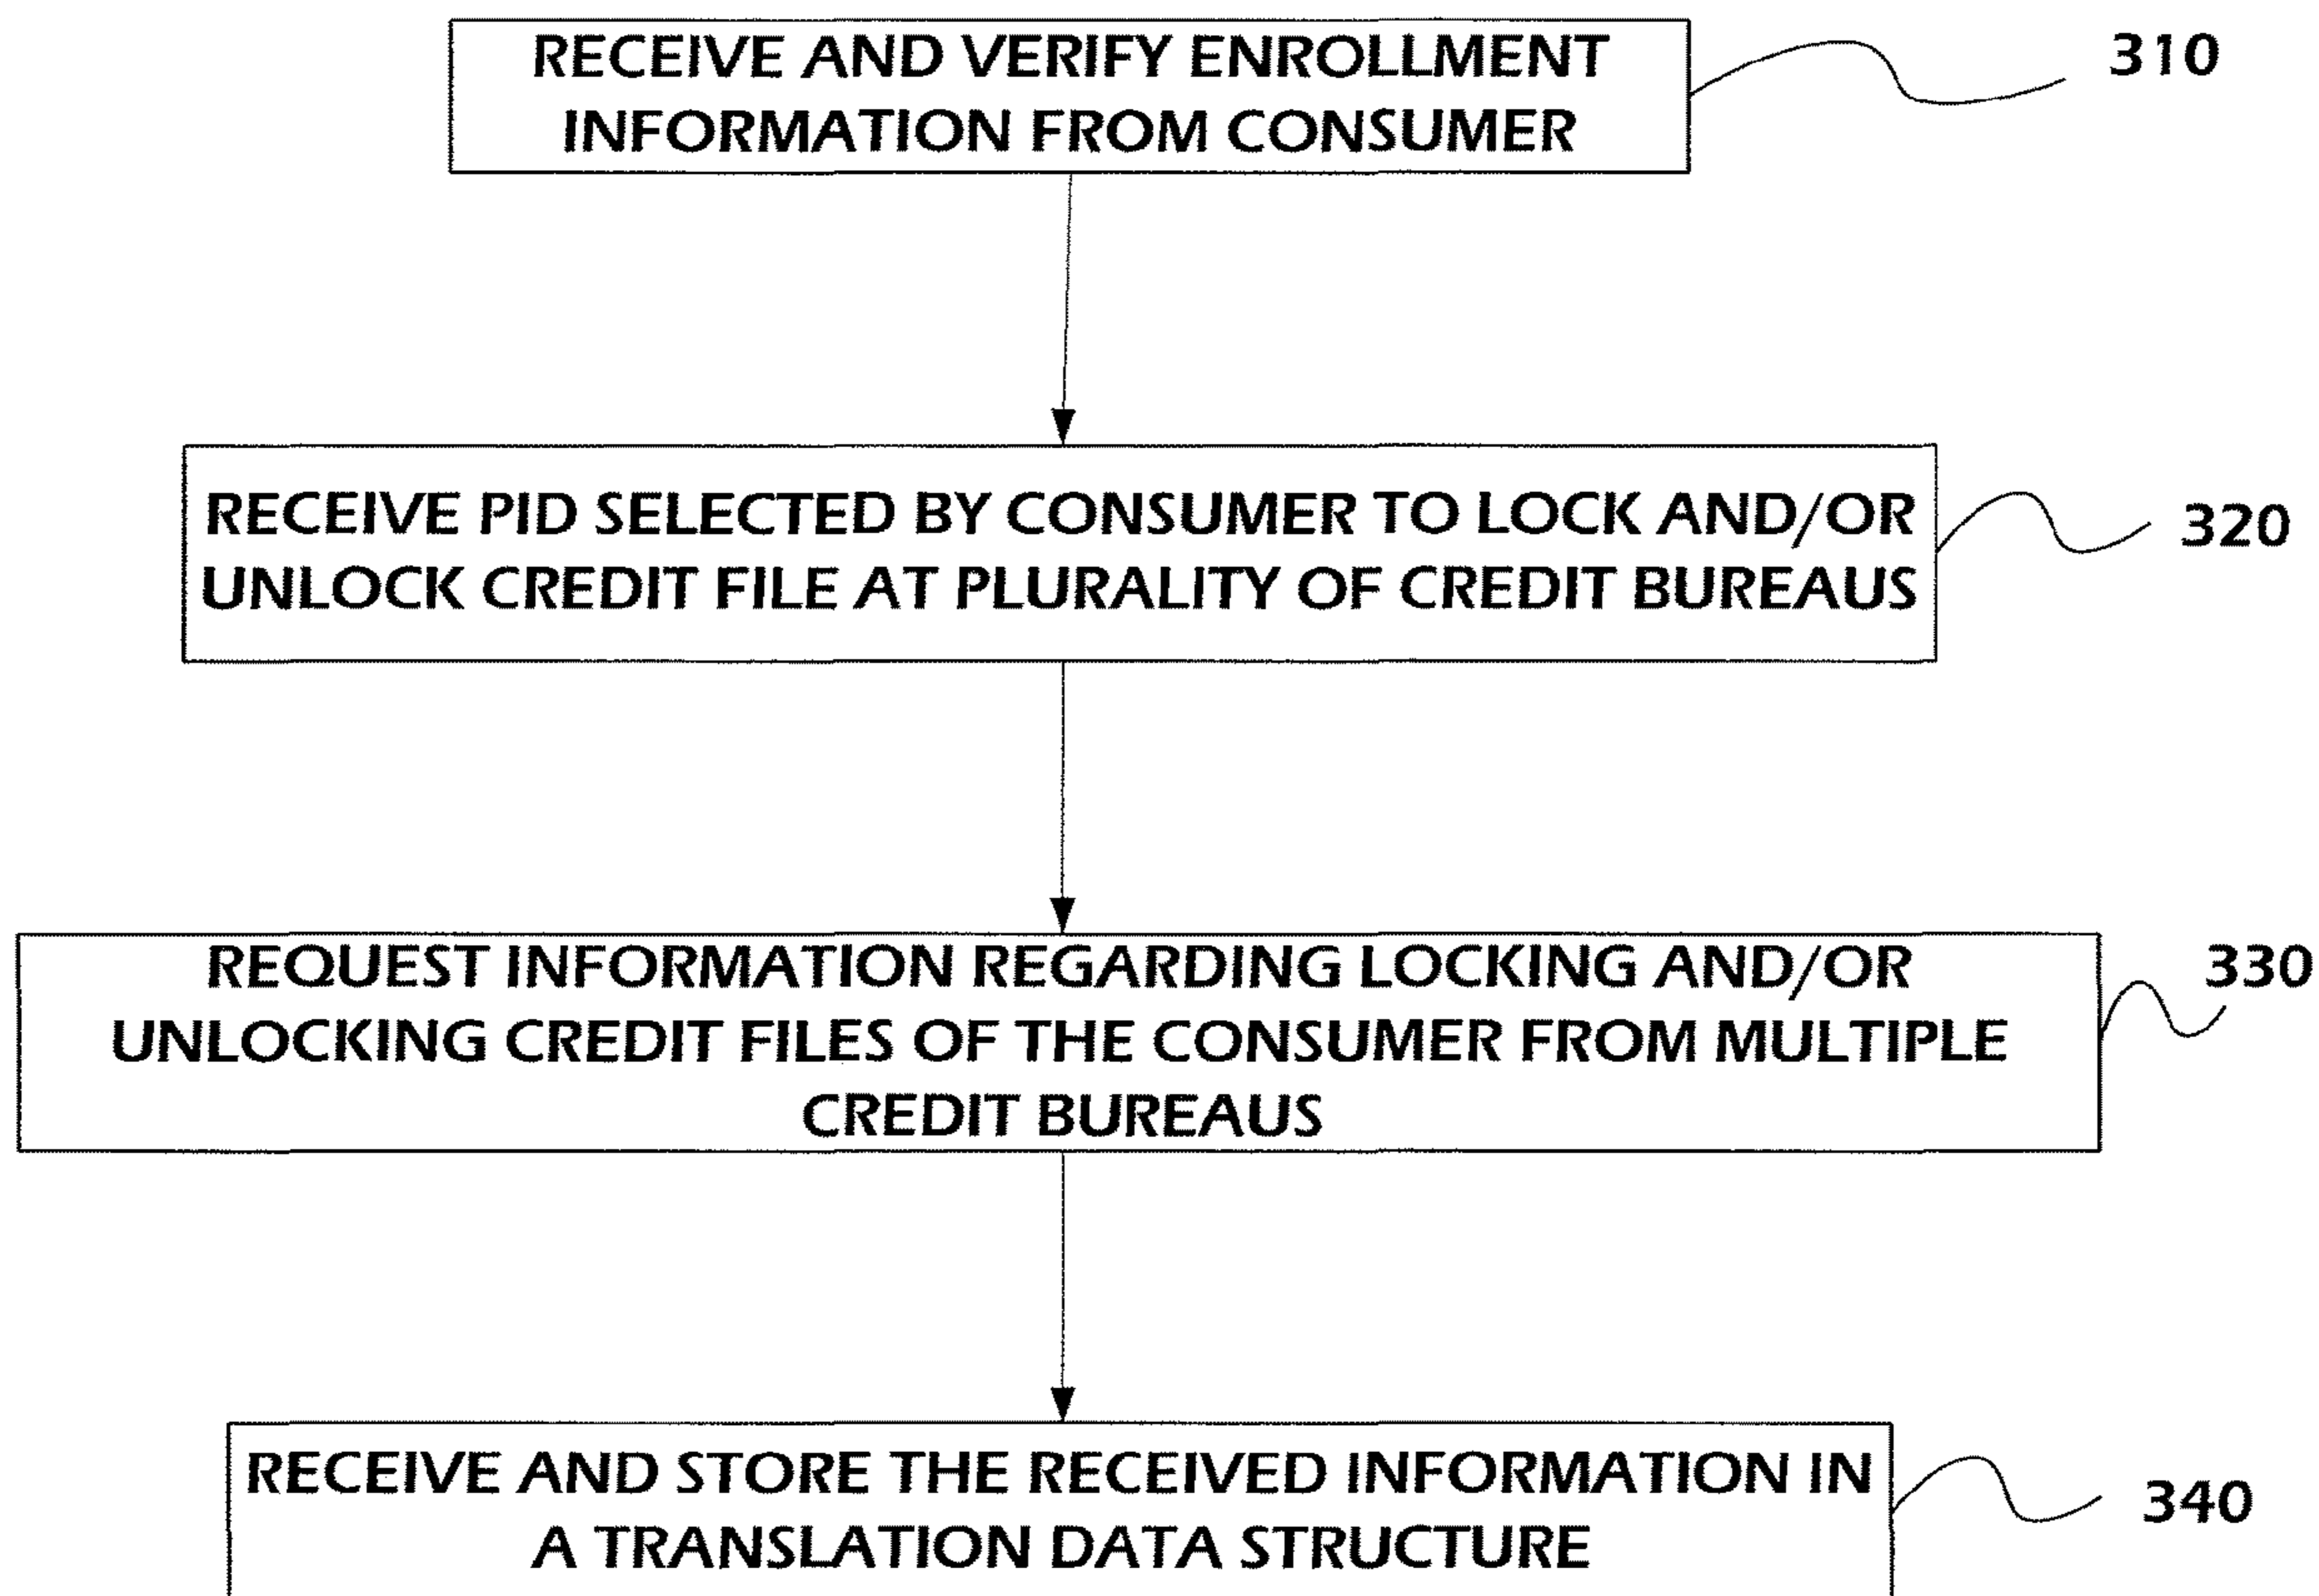 RECEIVE AND VERIFY ENROLLMENT
INFORMATION FROM CONSUMER
310
RECEIVE PID SELECTED BY CONSUMER TO LOCK AND/OR
UNLOCK CREDIT FILE AT PLURALITY OF CREDIT BUREAUS
320
REQUEST INFORMATION REGARDING LOCKING AND/OR
UNLOCKING CREDIT FILES OF THE CONSUMER FROM MULTIPLE
CREDIT BUREAUS
330
RECEIVE AND STORE THE RECEIVED INFORMATION IN
A TRANSLATION DATA STRUCTURE
340